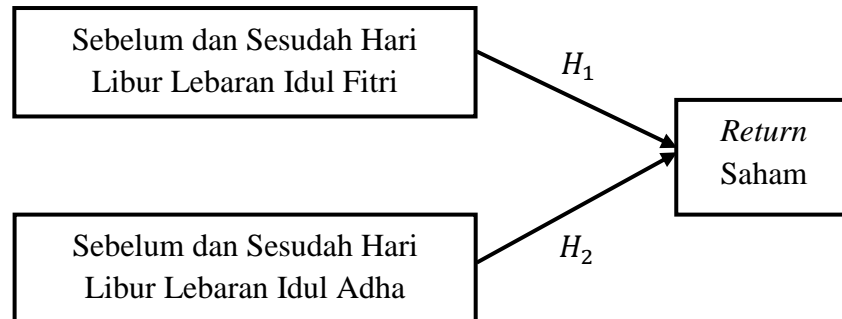 Sebelum dan Sesudah Hari
Libur Lebaran Idul Fitri
H₁
Return
Saham
Sebelum dan Sesudah Hari
Libur Lebaran Idul Adha
H₂